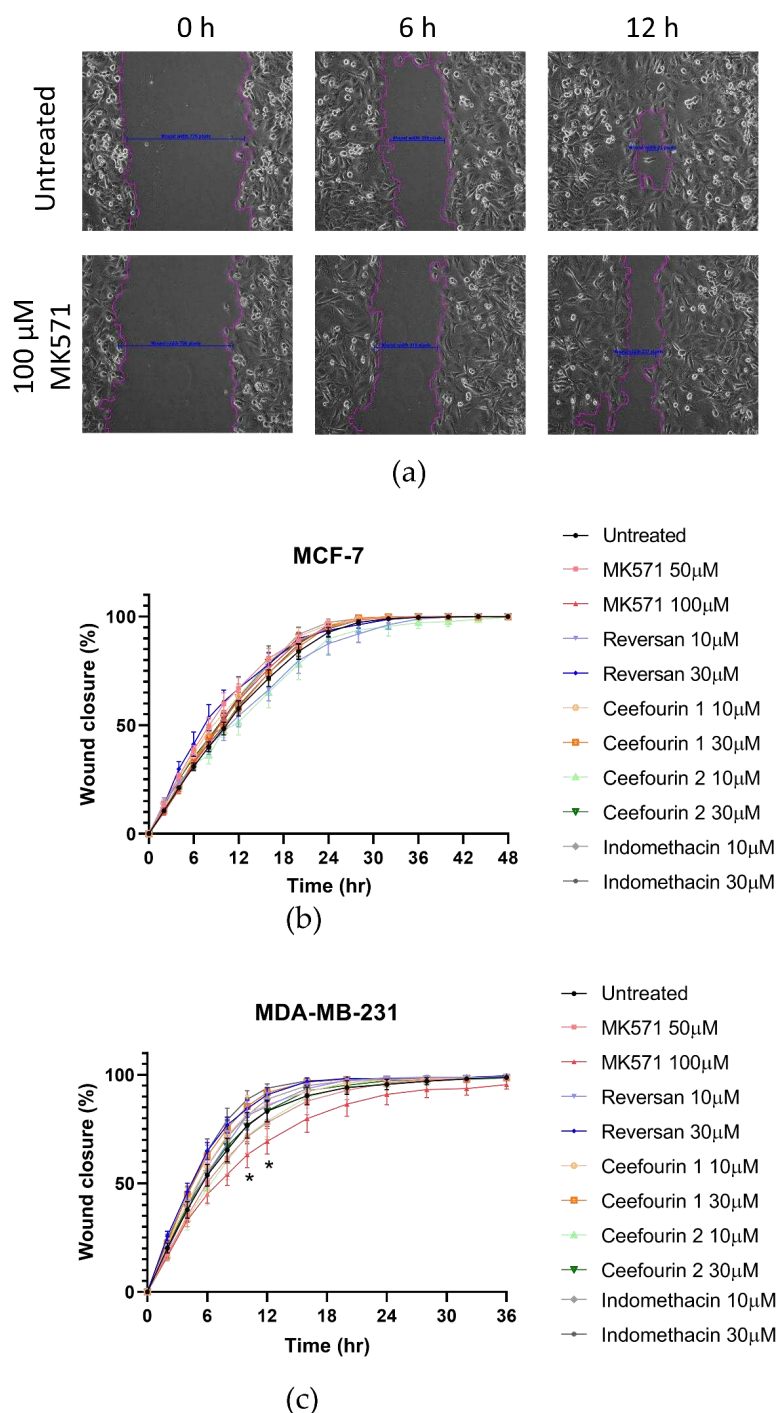 0 h
6 h
12 h
Untreated
100 μM
MK571
(a)
MCF-7
Wound closure (%)
100
50
0
0 6 12 18 24 30 36 42 48
Time (hr)
Untreated
MK571 50μM
MK571 100μM
Reversan 10μM
Reversan 30μM
Ceefourin 1 10μM
Ceefourin 1 30μM
Ceefourin 2 10μM
Ceefourin 2 30μM
Indomethacin 10μM
Indomethacin 30μM
(b)
MDA-MB-231
Wound closure (%)
100
50
0
0 6 12 18 24 30 36
Time (hr)
* *
Untreated
MK571 50μM
MK571 100μM
Reversan 10μM
Reversan 30μM
Ceefourin 1 10μM
Ceefourin 1 30μM
Ceefourin 2 10μM
Ceefourin 2 30μM
Indomethacin 10μM
Indomethacin 30μM
(c)